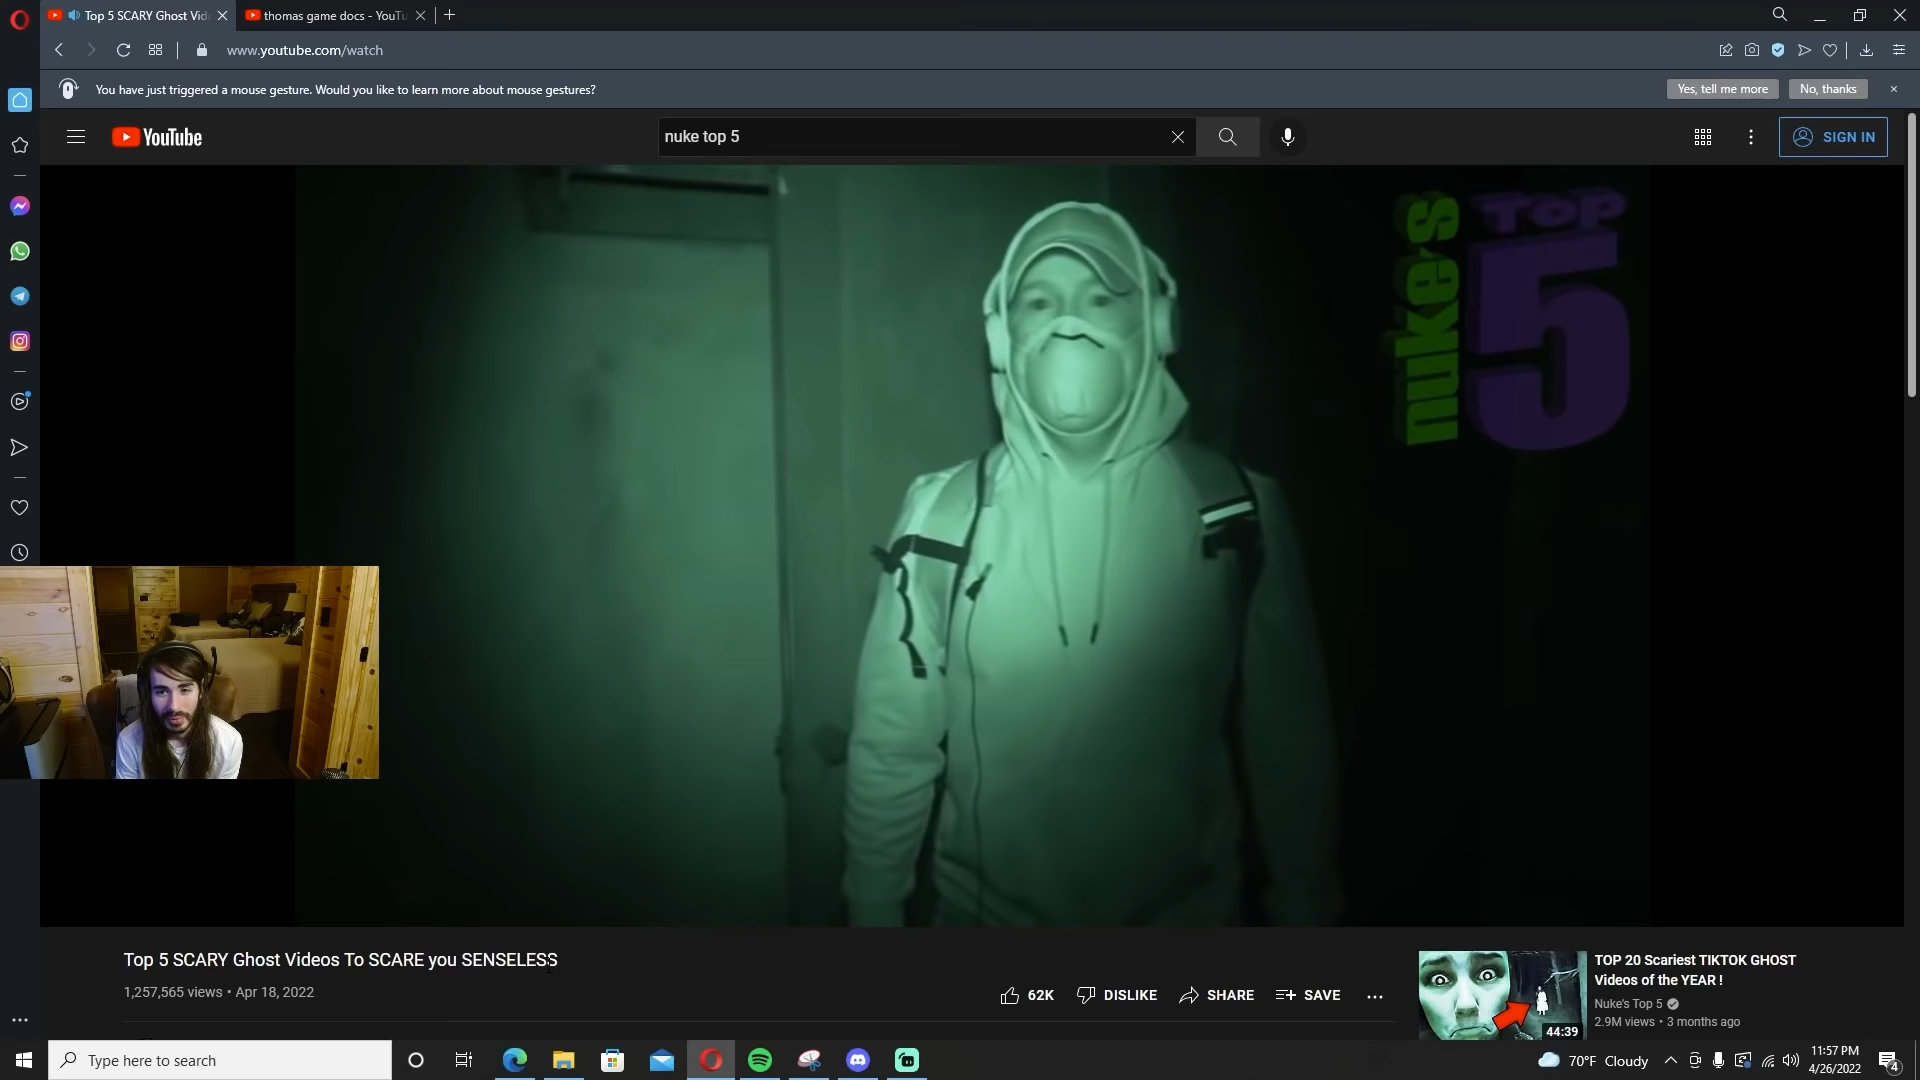 Top 5 SCARY Ghost Vid
thomas game docs - YouTu
www.youtube.com/watch
You have just triggered a mouse gesture. Would you like to learn more about mouse gestures?
Yes, tell me more
No, thanks
YouTube
nuke top 5
SIGN IN
nuke's
Top
5
Top 5 SCARY Ghost Videos To SCARE you SENSELESS
1,257,565 views • Apr 18, 2022
62K
DISLIKE
SHARE
SAVE
44:39
TOP 20 Scariest TIKTOK GHOST
Videos of the YEAR !
Nuke's Top 5
2.9M views • 3 months ago
Type here to search
70°F Cloudy
11:57 PM
4/26/2022
4